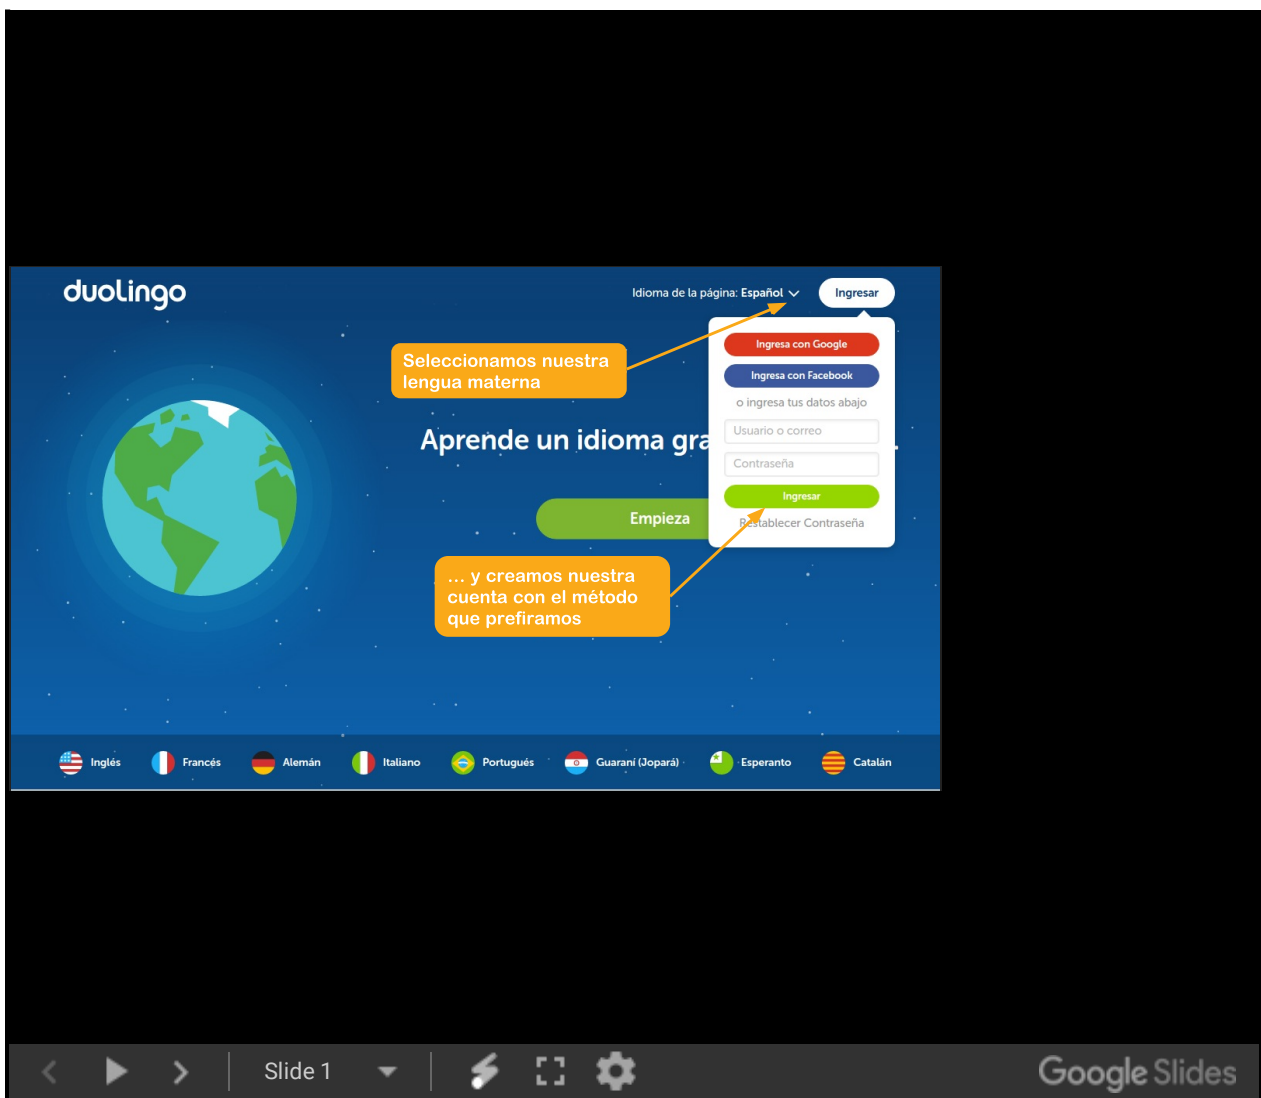 duolingo
Idioma de la página: Español
Ingresar
Seleccionamos nuestra
lengua materna
Ingresa con Google
Ingresa con Facebook
o ingresa tus datos abajo
Usuario o correo
Contraseña
Ingresar
Restablecer Contraseña
Aprende un idioma gra
Empieza
... y creamos nuestra
cuenta con el método
que prefiramos
Inglés
Francés
Alemán
Italiano
Portugués
Guaraní (Jopará)
Esperanto
Catalán
Slide 1
Google Slides